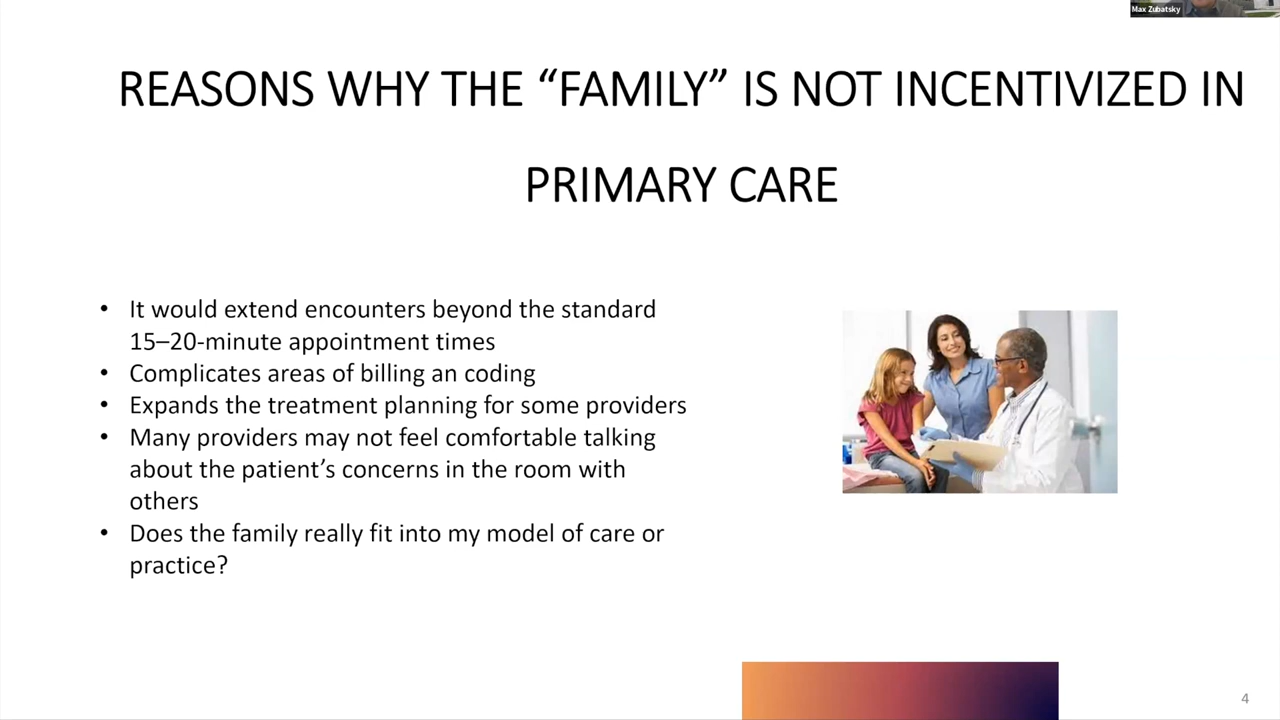 Max Zubatsky
REASONS WHY THE “FAMILY” IS NOT INCENTIVIZED IN
PRIMARY CARE
• It would extend encounters beyond the standard
15–20-minute appointment times
• Complicates areas of billing an coding
• Expands the treatment planning for some providers
• Many providers may not feel comfortable talking
about the patient’s concerns in the room with
others
• Does the family really fit into my model of care or
practice?
4